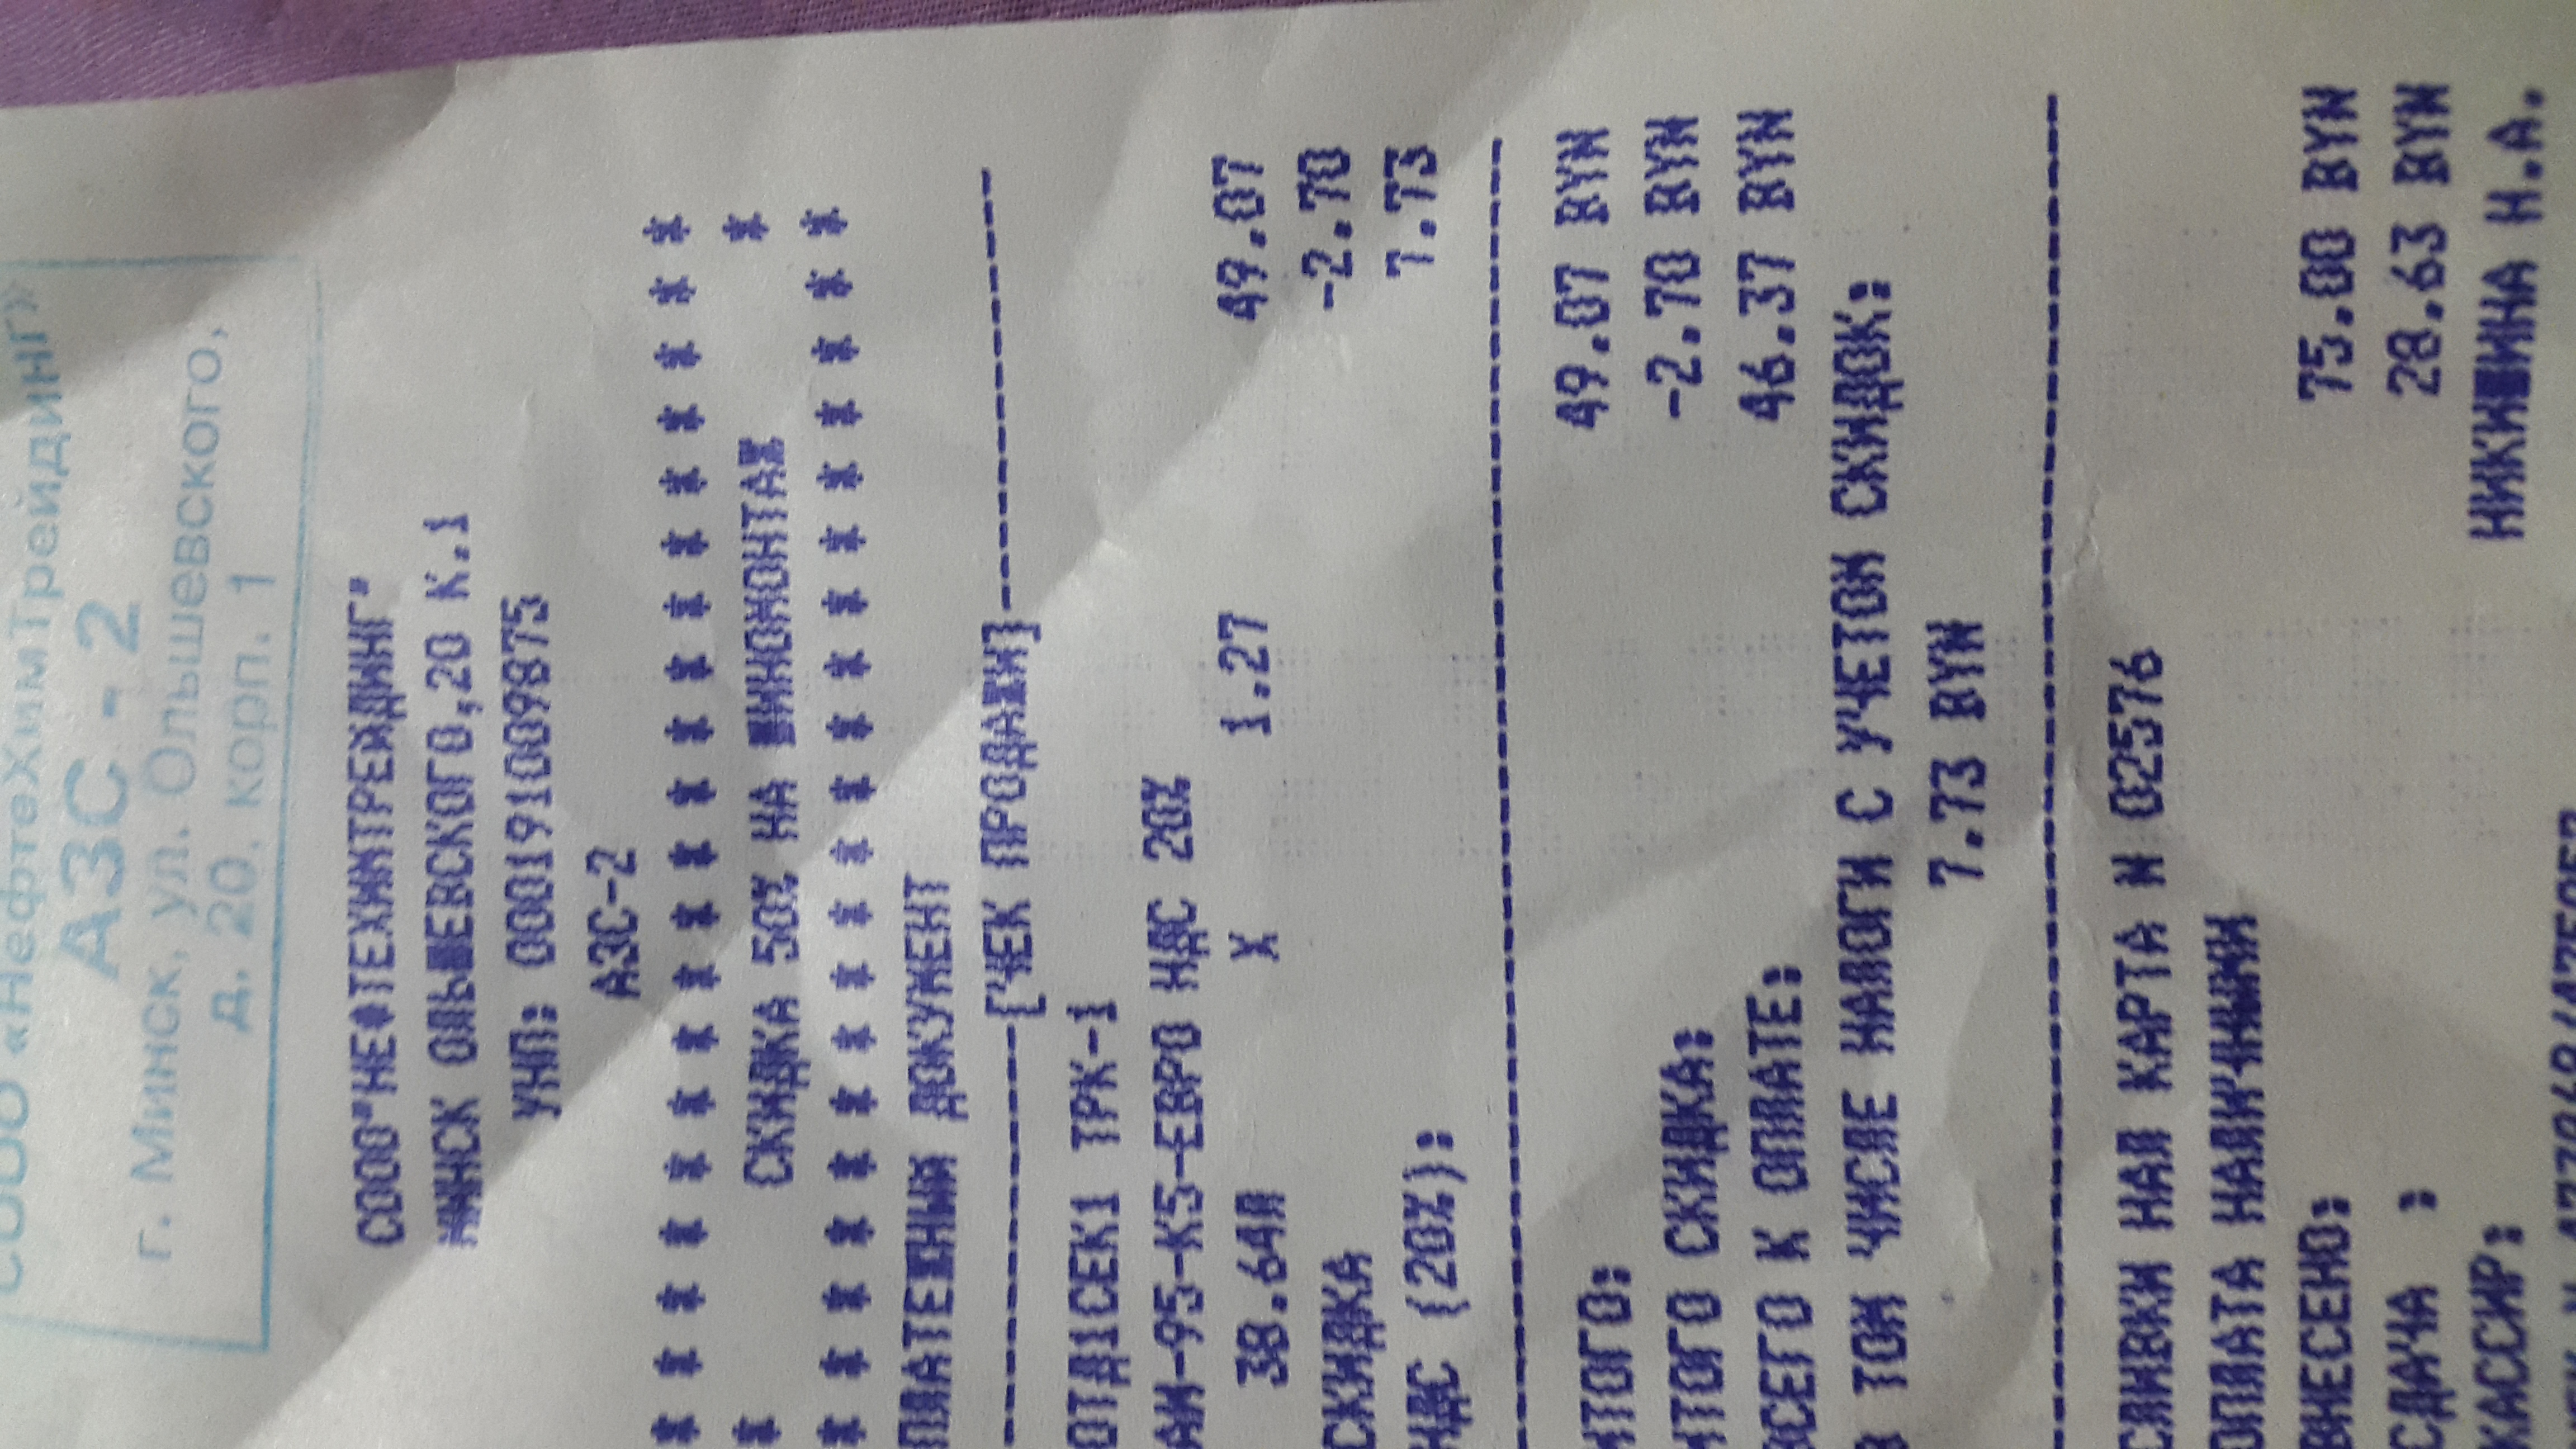 СООО «НефтеХимТрейдинг»
АЗС - 2
г. Минск, ул. Ольшевского,
д. 20. корп. 1
СООО"НЕФТЕХИМТРЕЙДИНГ"
МИНСК ОЛЬШЕВСКОГО,20 К.1
УНП: 000191009875
АЗС-2
* * * * * * * * * * * * * * * * * * * *
* СКИДКА 50% НА ШИНОМОНТАЖ *
* * * * * * * * * * * * * * * * * * * *
ПЛАТЕЖНЫЙ ДОКУМЕНТ
-------[ЧЕК ПРОДАЖИ]-------
ОТД1СЕК1 ТРК-1
АИ-95-К5-ЕВРО НДС 20%
38.64Л X 1.27 49.07
СКИДКА -2.70
НДС (20%): 7.73
ИТОГО: 49.07 BYN
ИТОГО СКИДКА: -2.70 BYN
ВСЕГО К ОПЛАТЕ: 46.37 BYN
В ТОМ ЧИСЛЕ НАЛОГИ С УЧЕТОМ СКИДОК:
7.73 BYN
СЛИВКИ НАЛ КАРТА N 02576
ОПЛАТА НАЛИЧНЫМИ
ВНЕСЕНО: 75.00 BYN
СДАЧА : 28.63 BYN
КАССИР: НИКИШИНА Н.А.